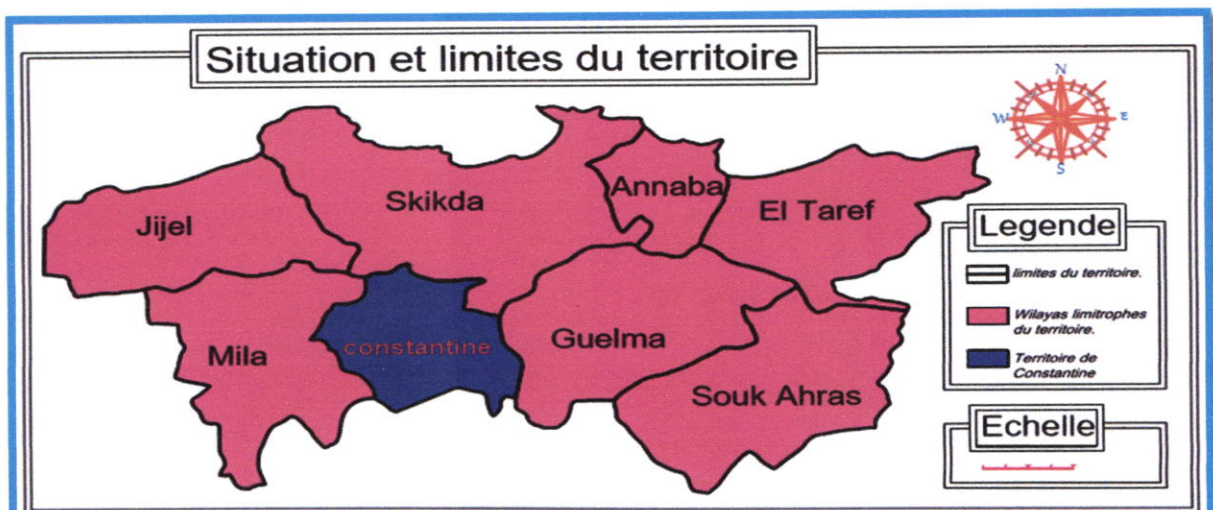 Situation et limites du territoire
N
W
E
S
Skikda
Annaba
El Taref
Jijel
Legende
limites du territoire.
Wilayas limitrophes
du territoire.
Territoire de
Constantine
Mila
constantine
Guelma
Souk Ahras
Echelle